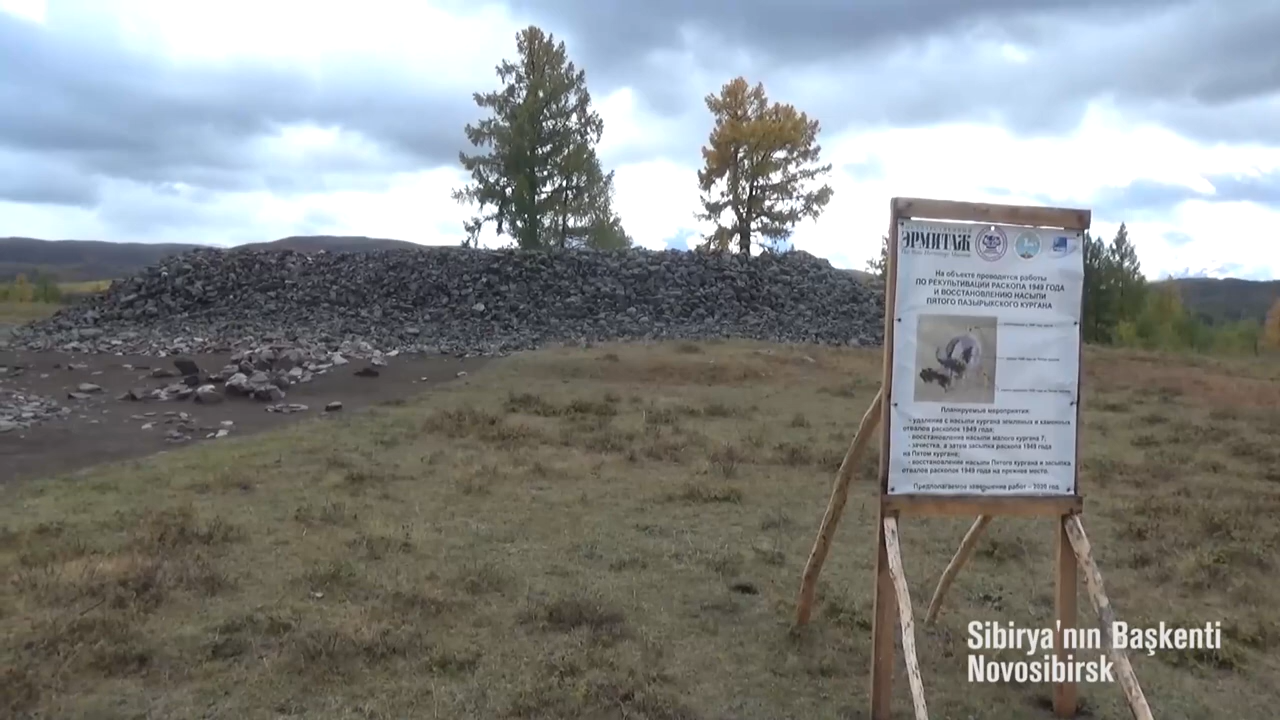 ЭРМИТАЖ
The State Hermitage Museum
На объекте проводятся работы
ПО РЕКУЛЬТИВАЦИИ РАСКОПА 1949 ГОДА
И ВОССТАНОВЛЕНИЮ НАСЫПИ
ПЯТОГО ПАЗЫРЫКСКОГО КУРГАНА
Планируемые мероприятия:
- удаление с насыпи кургана земляных и каменных
отвалов раскопок 1949 года;
- восстановление насыпи малого кургана 7;
- зачистка, а затем засыпка раскопа 1949 года
на Пятом кургане;
- восстановление насыпи Пятого кургана и засыпка
отвалов раскопок 1949 года на прежнее место.
Предполагаемое завершение работ – год.
Sibirya'nın Başkenti
Novosibirsk